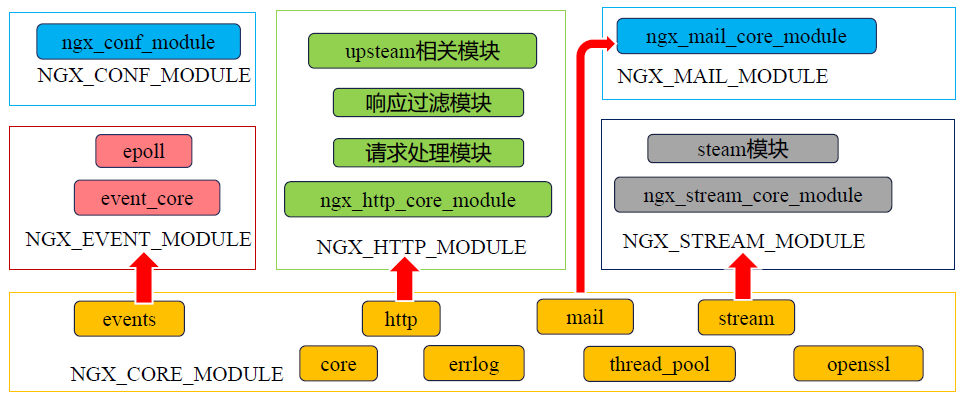 ngx_conf_module
NGX_CONF_MODULE
upsteam相关模块
响应过滤模块
请求处理模块
ngx_http_core_module
NGX_HTTP_MODULE
ngx_mail_core_module
NGX_MAIL_MODULE
epoll
event_core
NGX_EVENT_MODULE
steam模块
ngx_stream_core_module
NGX_STREAM_MODULE
events
http
mail
stream
core
errlog
thread_pool
openssl
NGX_CORE_MODULE